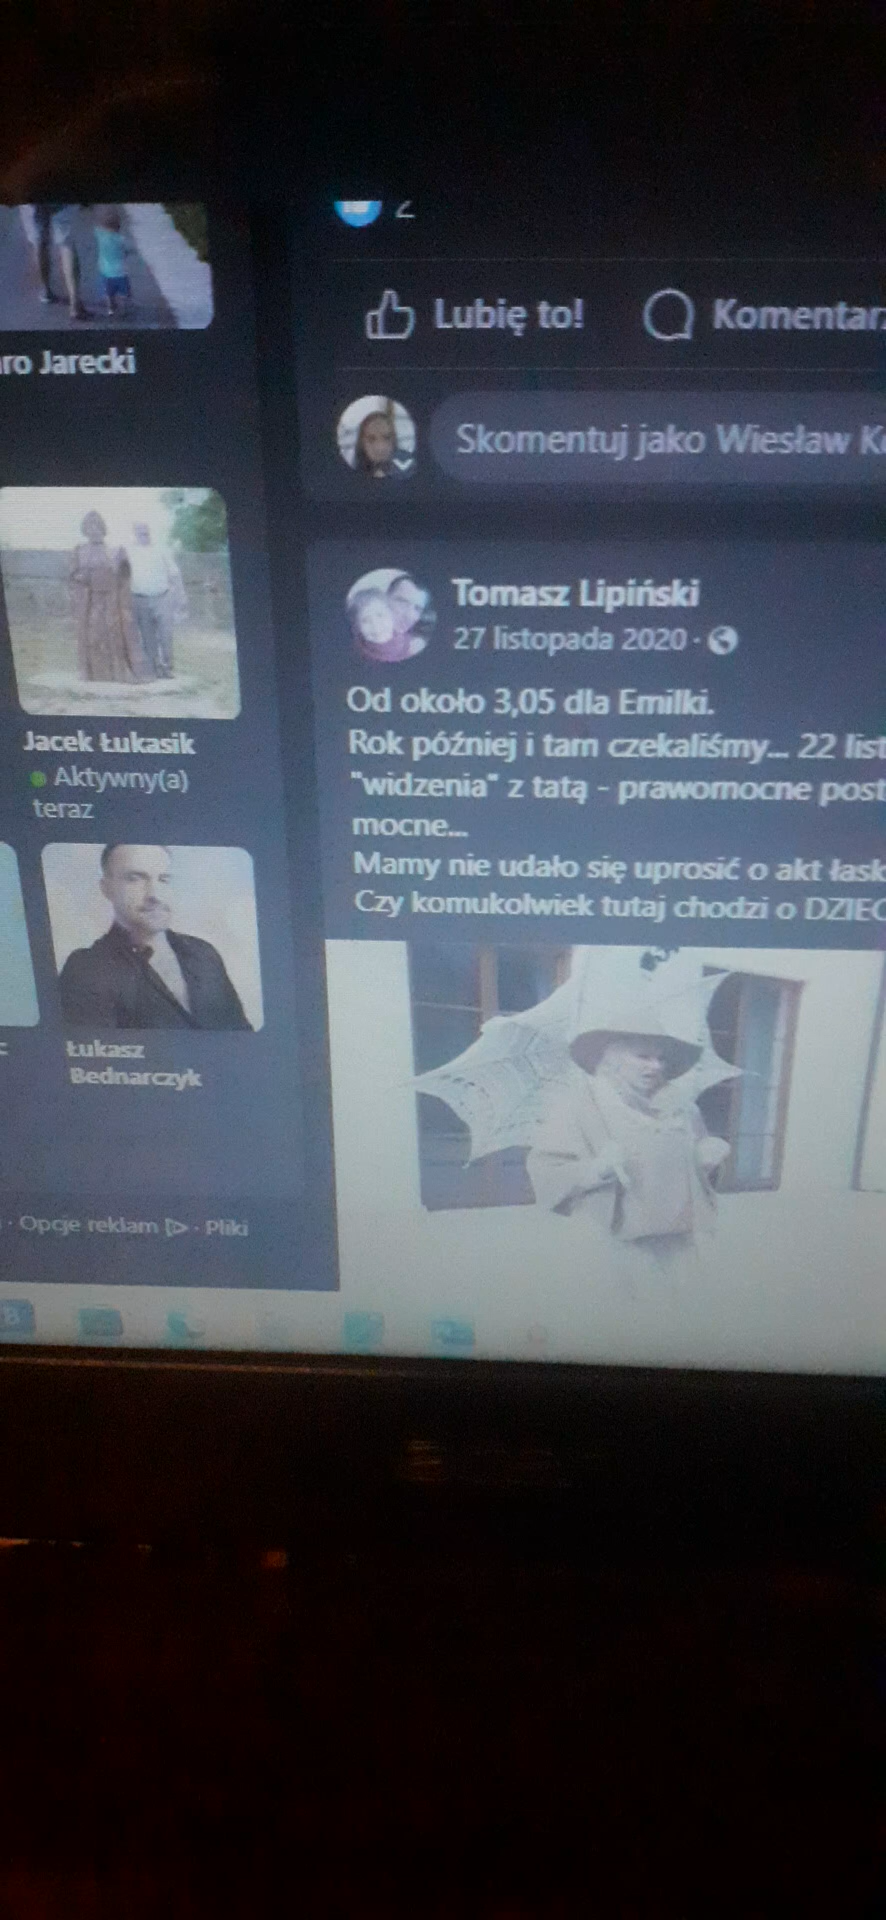 2
Lubię to!
Komentarz
ro Jarecki
Skomentuj jako Wiesław K
Tomasz Lipiński
27 listopada 2020 ·
Od około 3,05 dla Emilki.
Rok później i tam czekaliśmy... 22 list
"widzenia" z tatą - prawomocne post
mocne...
Mamy nie udało się uprosić o akt łask
Czy komukolwiek tutaj chodzi o DZIEC
Jacek Łukasik
Aktywny(a)
teraz
Łukasz
Bednarczyk
· Opcje reklam · Pliki